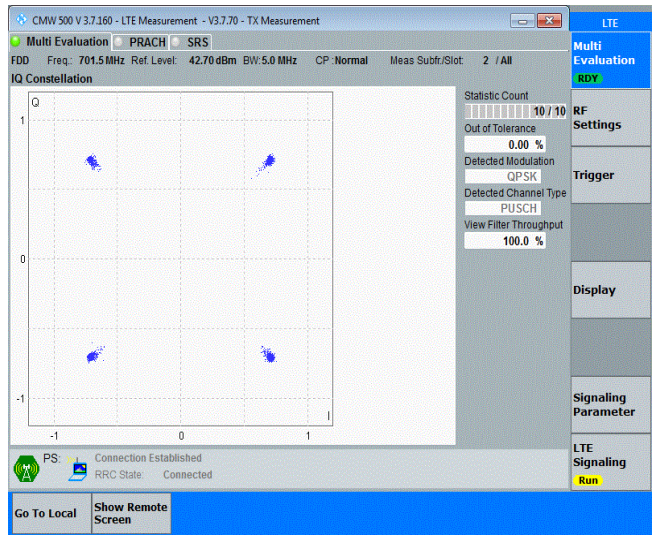 CMW 500 V 3.7.160 - LTE Measurement - V3.7.70 - TX Measurement
LTE
Multi Evaluation PRACH SRS
FDD Freq.: 701.5 MHz Ref. Level: 42.70 dBm BW: 5.0 MHz CP : Normal Meas Subfr./Slot: 2 / All
IQ Constellation
Q
1
0
-1
-1 0 1
I
Statistic Count
10 / 10
Out of Tolerance
0.00 %
Detected Modulation
QPSK
Detected Channel Type
PUSCH
View Filter Throughput
100.0 %
Multi
Evaluation
RDY
RF
Settings
Trigger
Display
Signaling
Parameter
LTE
Signaling
Run
PS: Connection Established
RRC State: Connected
Go To Local
Show Remote
Screen